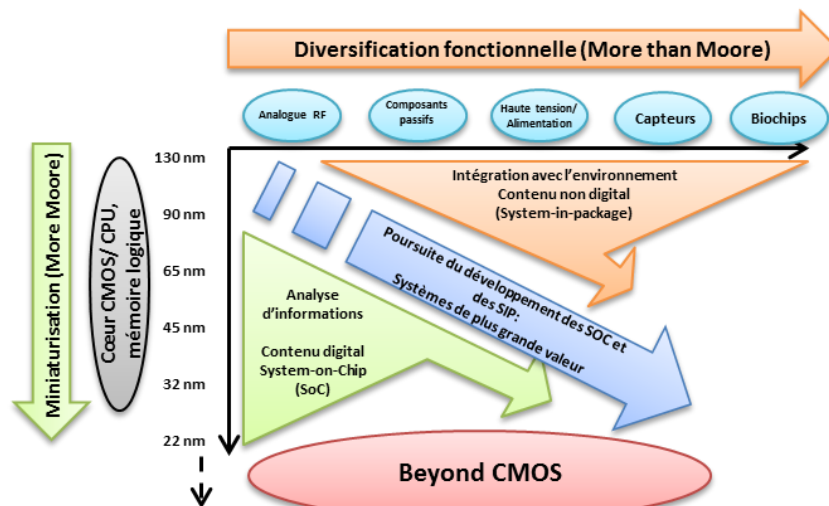 Diversification fonctionnelle (More than Moore)
Analogue RF
Composants
passifs
Haute tension/
Alimentation
Capteurs
Biochips
Miniaturisation (More Moore)
Cœur CMOS/ CPU,
mémoire logique
130 nm
90 nm
65 nm
45 nm
32 nm
22 nm
Intégration avec l'environnement
Contenu non digital
(System-in-package)
Poursuite du développement des SOC et
des SIP:
Systèmes de plus grande valeur
Analyse
d'informations
Contenu digital
System-on-Chip
(SoC)
Beyond CMOS